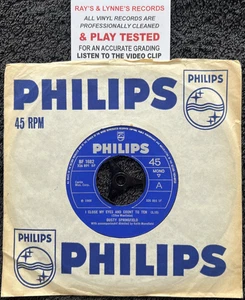 RAY'S & LYNNE'S RECORDS
ALL VINYL RECORDS ARE
PROFESSIONALLY CLEANED
& PLAY TESTED
FOR AN ACCURATE GRADING
LISTEN TO THE VIDEO CLIP
PHILIPS
PHILIPS
45 RPM
PHILIPS
BF 1682
45
MONO
A
I CLOSE MY EYES AND COUNT TO TEN
DUSTY SPRINGFIELD
PHILIPS
PHILIPS